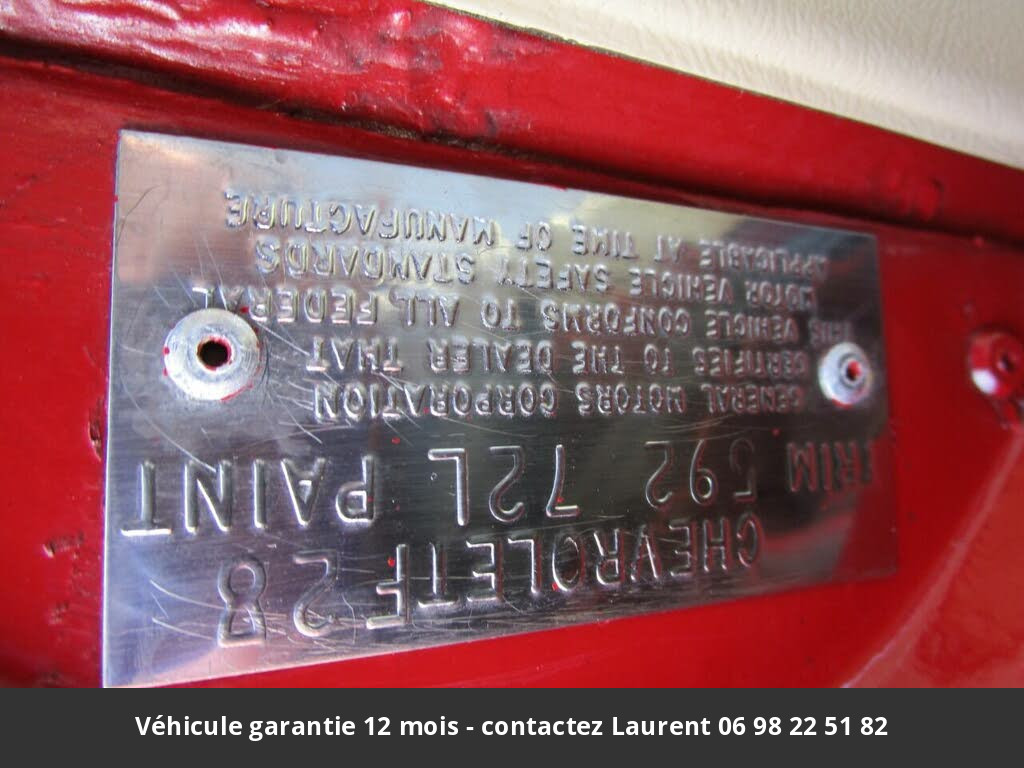 CHEVROLETF 28
TRIM 592 72L PAINT
GENERAL MOTORS CORPORATION
CERTIFIES TO THE DEALER THAT
THIS VEHICLE CONFORMS TO ALL FEDERAL
MOTOR VEHICLE SAFETY STANDARDS
APPLICABLE AT TIME OF MANUFACTURE
Véhicule garantie 12 mois - contactez Laurent 06 98 22 51 82